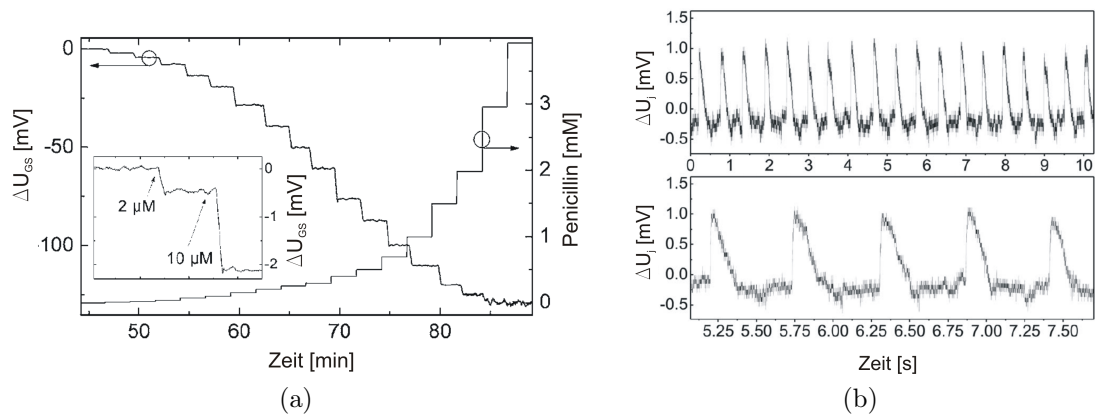 0
-50
100
ΔU_GS [mV]
50 60 70 80
Zeit [min]
3
2
1
0
Penicillin [mM]
0
-1
-2
ΔU_GS [mV]
2 µM
10 µM
(a)
1.5
1.0
0.5
0.0
-0.5
ΔU_j [mV]
0 1 2 3 4 5 6 7 8 9 10
1.5
1.0
0.5
0.0
-0.5
ΔU_j [mV]
5.25 5.50 5.75 6.00 6.25 6.50 6.75 7.00 7.25 7.50
Zeit [s]
(b)